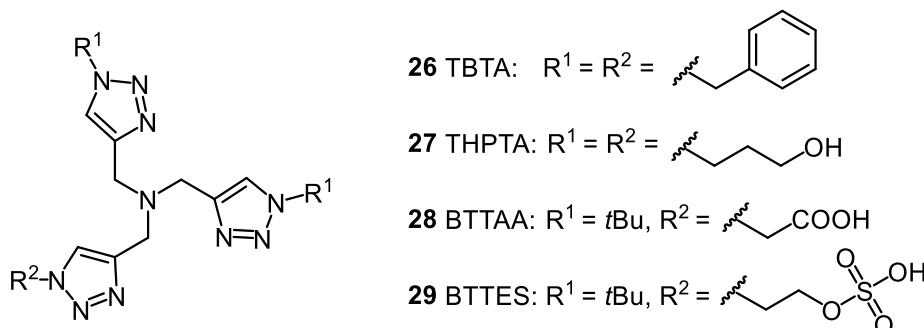 R¹
N
N
N
N
R¹
N
N=N
R²
N
N=N
26 TBTA: R¹ = R² =
27 THPTA: R¹ = R² = OH
28 BTTAA: R¹ = tBu, R² = COOH
29 BTTES: R¹ = tBu, R² = O S O O OH